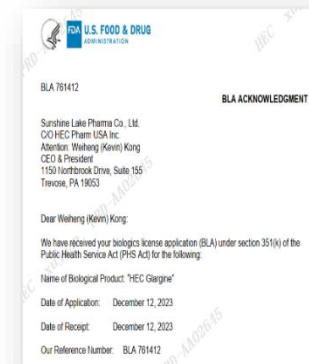 FDA U.S. FOOD & DRUG
ADMINISTRATION
HEC
BLA 761412
BLA ACKNOWLEDGMENT
Sunshine Lake Pharma Co., Ltd.
C/O HEC Pharm USA Inc.
Attention: Weiheng (Kevin) Kong
CEO & President
1150 Northbrook Drive, Suite 155
Trevose, PA 19053
Dear Weiheng (Kevin) Kong:
We have received your biologics license application (BLA) under section 351(k) of the
Public Health Service Act (PHS Act) for the following:
Name of Biological Product: "HEC Glargine"
Date of Application: December 12, 2023
Date of Receipt: December 12, 2023
Our Reference Number: BLA 761412